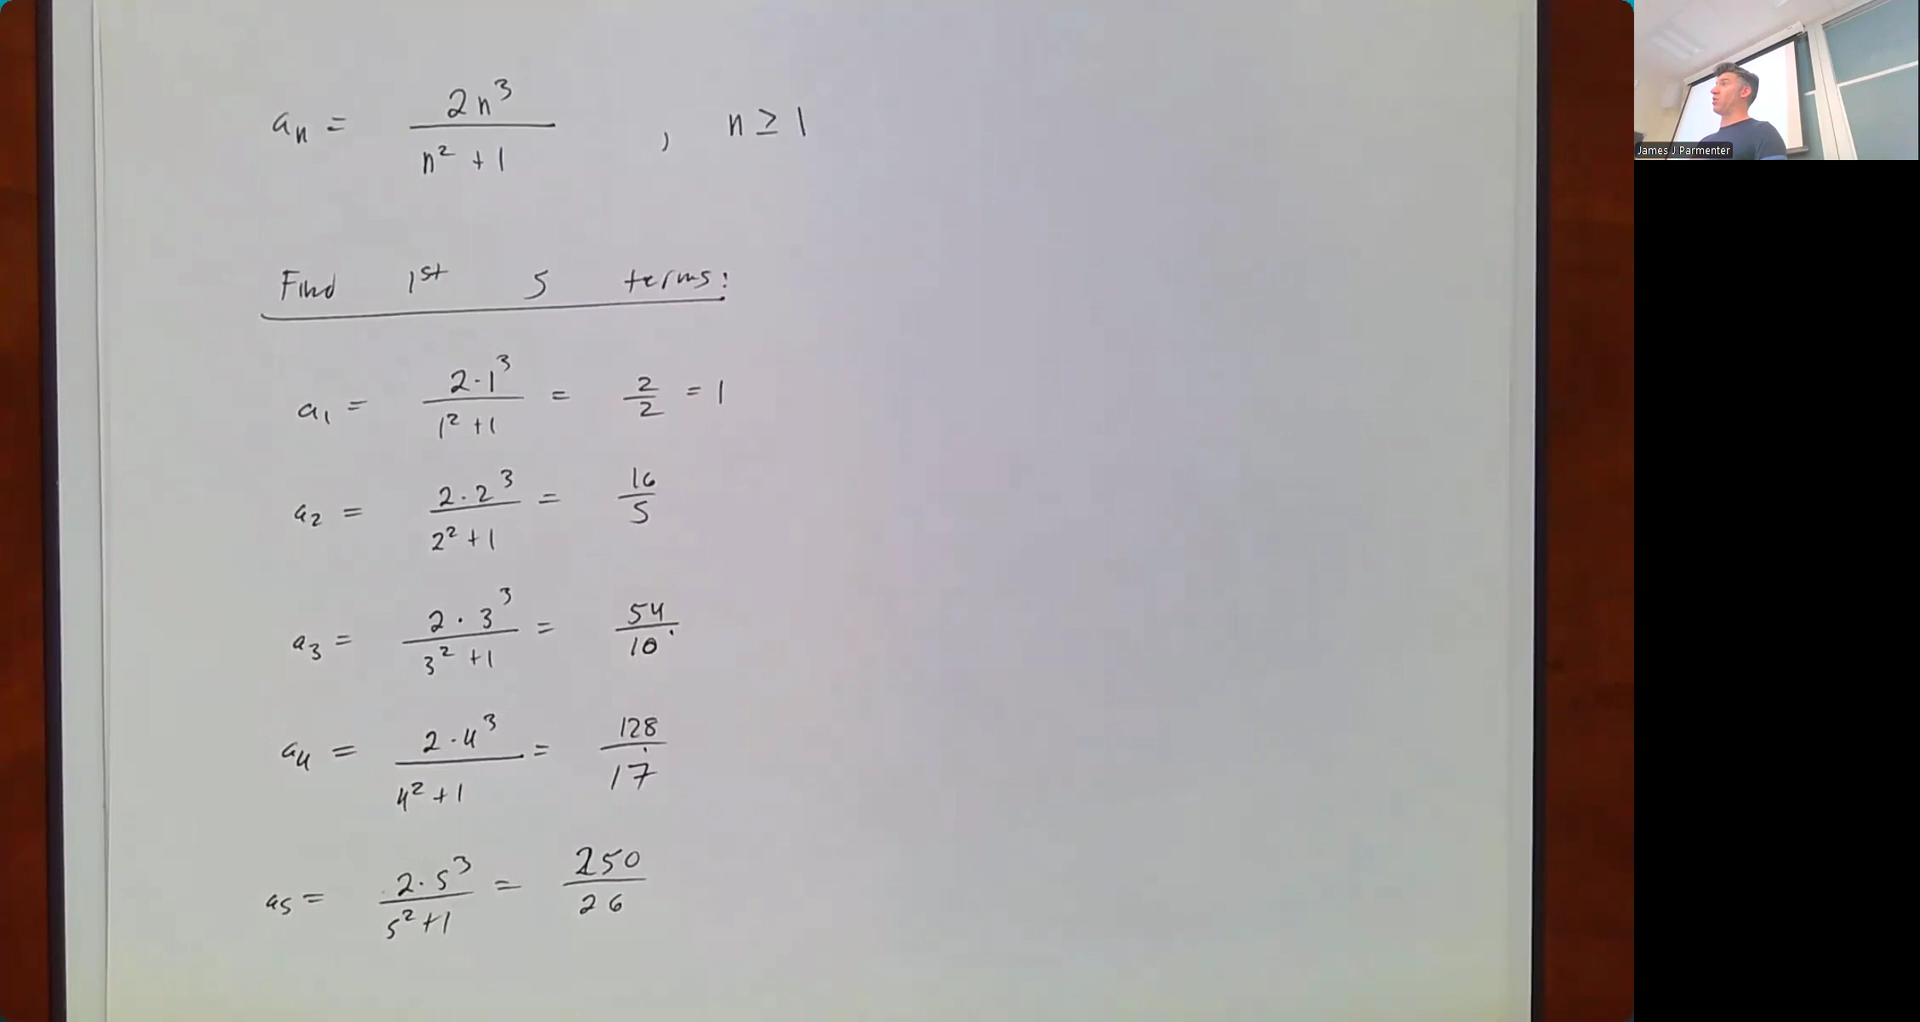 aₙ = 2n³/(n² + 1) , n ≥ 1
Find 1st 5 terms:
a₁ = (2·1³)/(1² + 1) = 2/2 = 1
a₂ = (2·2³)/(2² + 1) = 16/5
a₃ = (2·3³)/(3² + 1) = 54/10
a₄ = (2·4³)/(4² + 1) = 128/17
a₅ = (2·5³)/(5² + 1) = 250/26
James J Parmenter